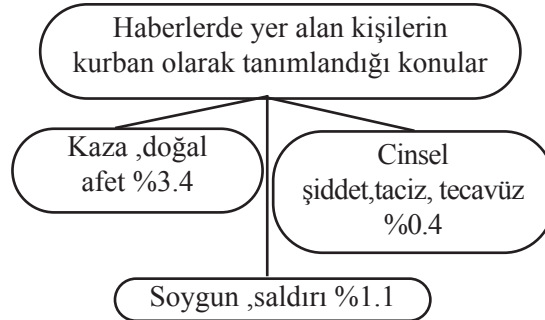 Haberlerde yer alan kişilerin
kurban olarak tanımlandığı konular
Kaza ,doğal
afet %3.4
Cinsel
şiddet,taciz, tecavüz
%0.4
Soygun ,saldırı %1.1